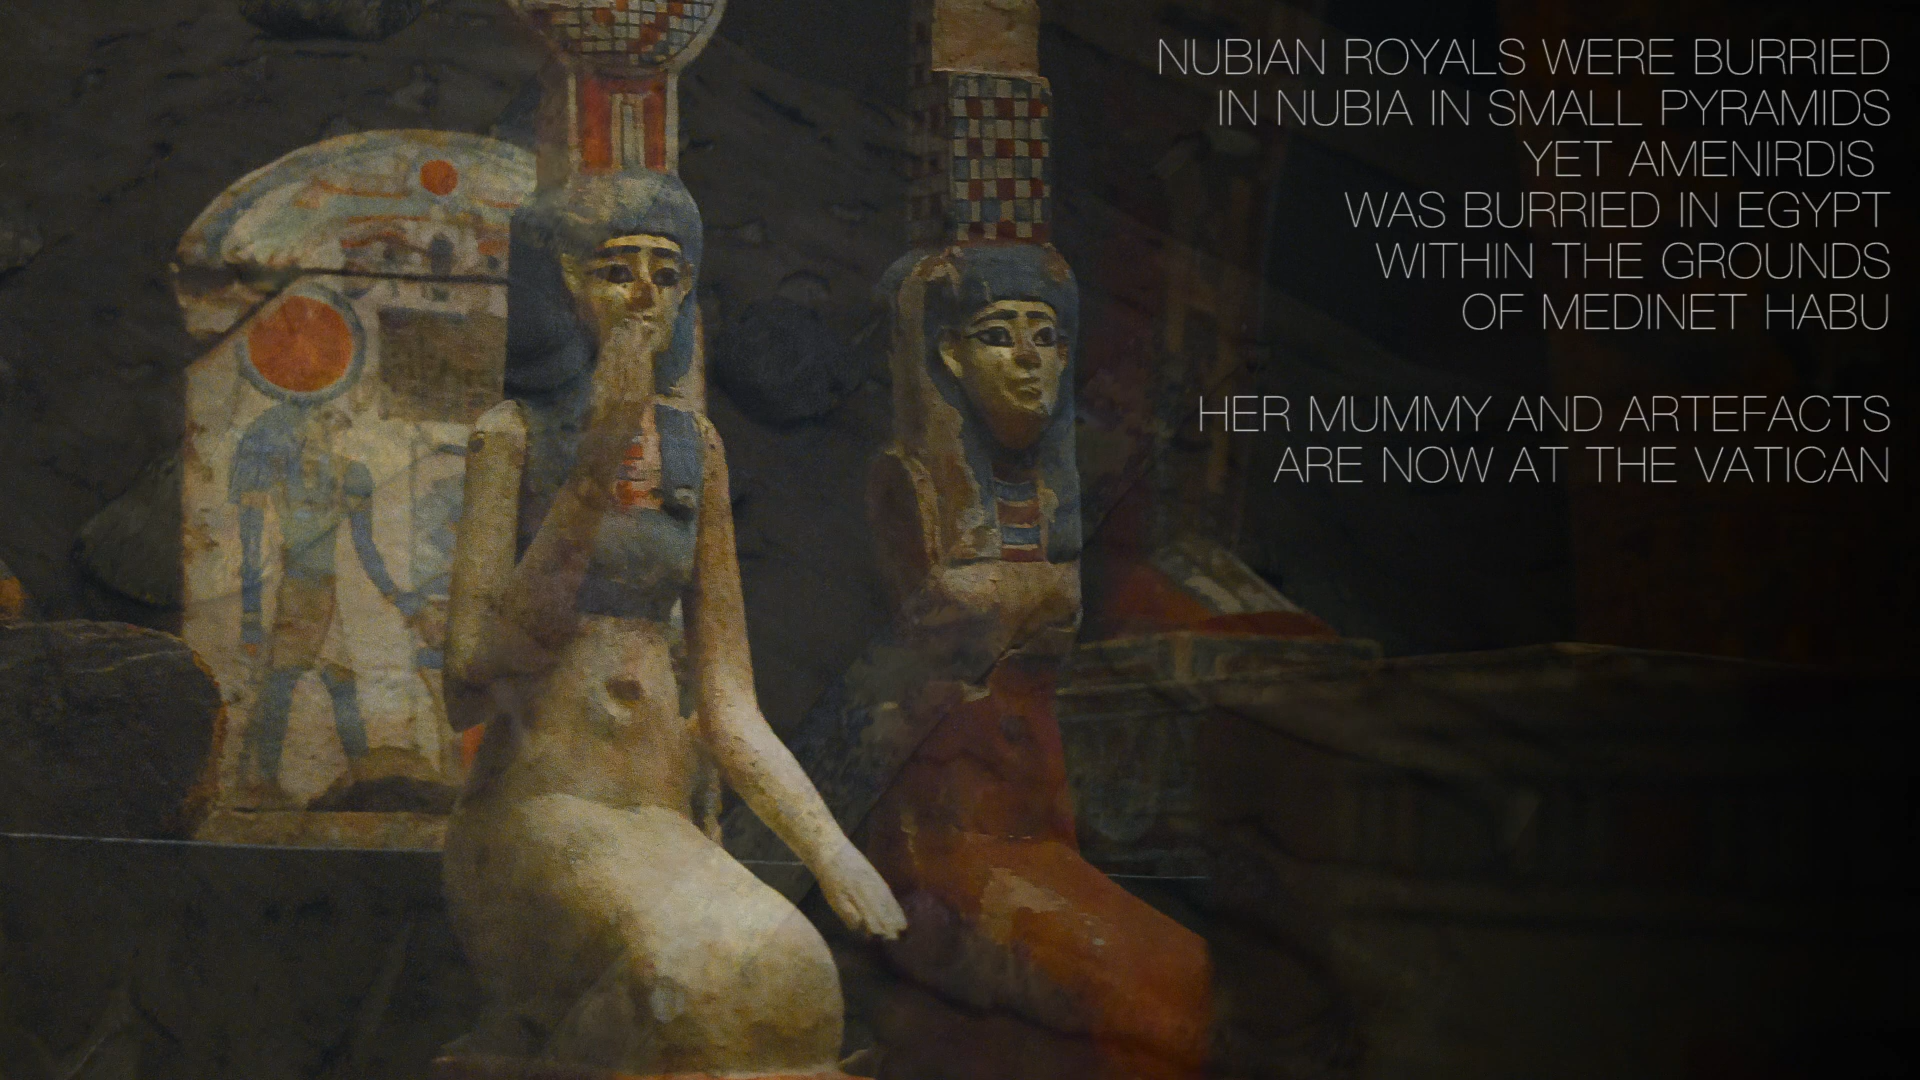 NUBIAN ROYALS WERE BURRIED
IN NUBIA IN SMALL PYRAMIDS
YET AMENIRDIS
WAS BURRIED IN EGYPT
WITHIN THE GROUNDS
OF MEDINET HABU
HER MUMMY AND ARTEFACTS
ARE NOW AT THE VATICAN